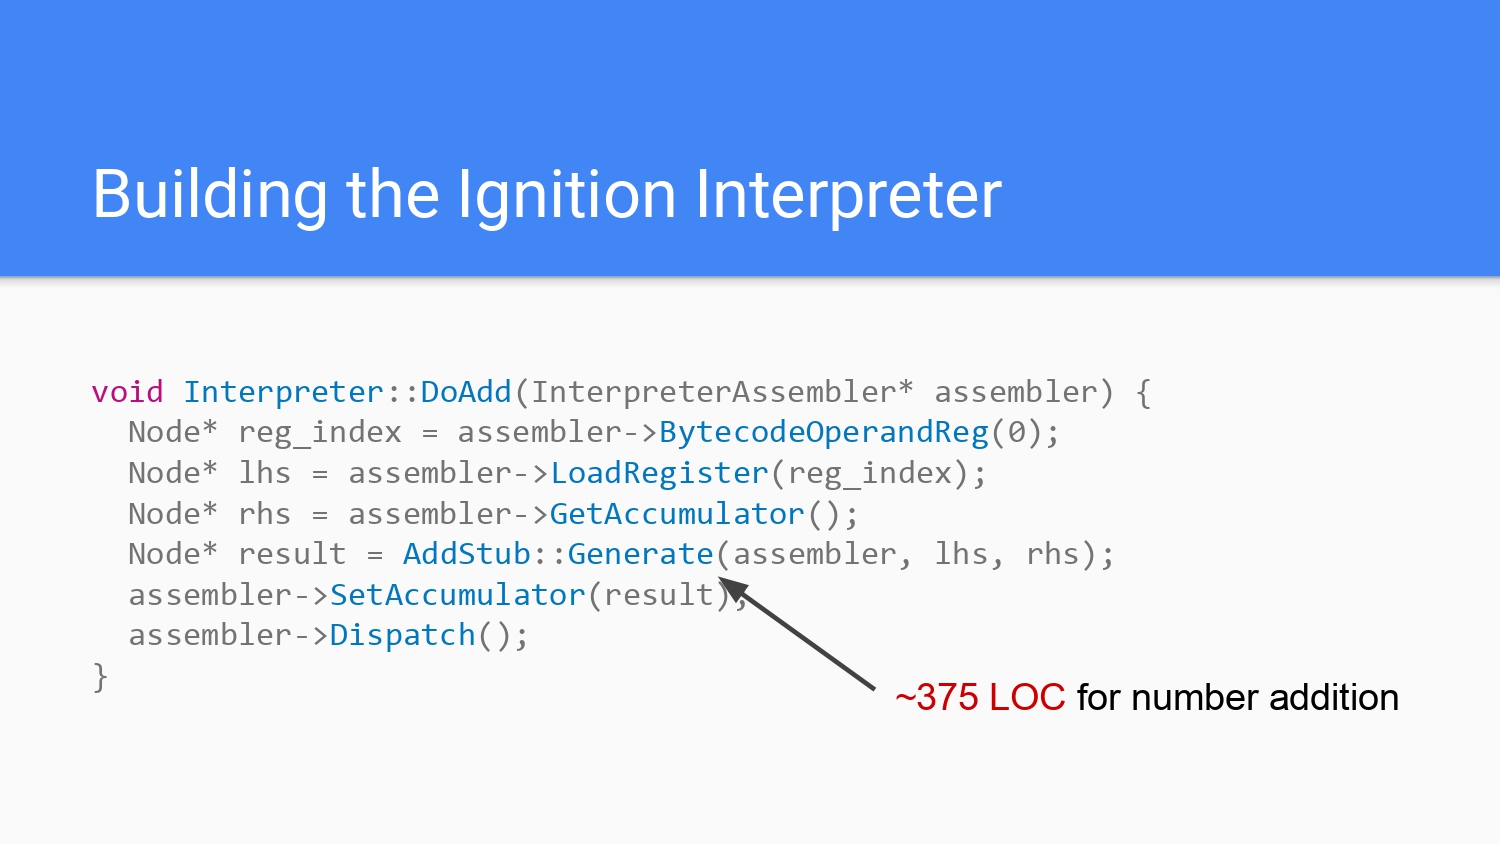 Building the Ignition Interpreter
void Interpreter::DoAdd(InterpreterAssembler* assembler) {
  Node* reg_index = assembler->BytecodeOperandReg(0);
  Node* lhs = assembler->LoadRegister(reg_index);
  Node* rhs = assembler->GetAccumulator();
  Node* result = AddStub::Generate(assembler, lhs, rhs);
  assembler->SetAccumulator(result);
  assembler->Dispatch();
}
~375 LOC for number addition